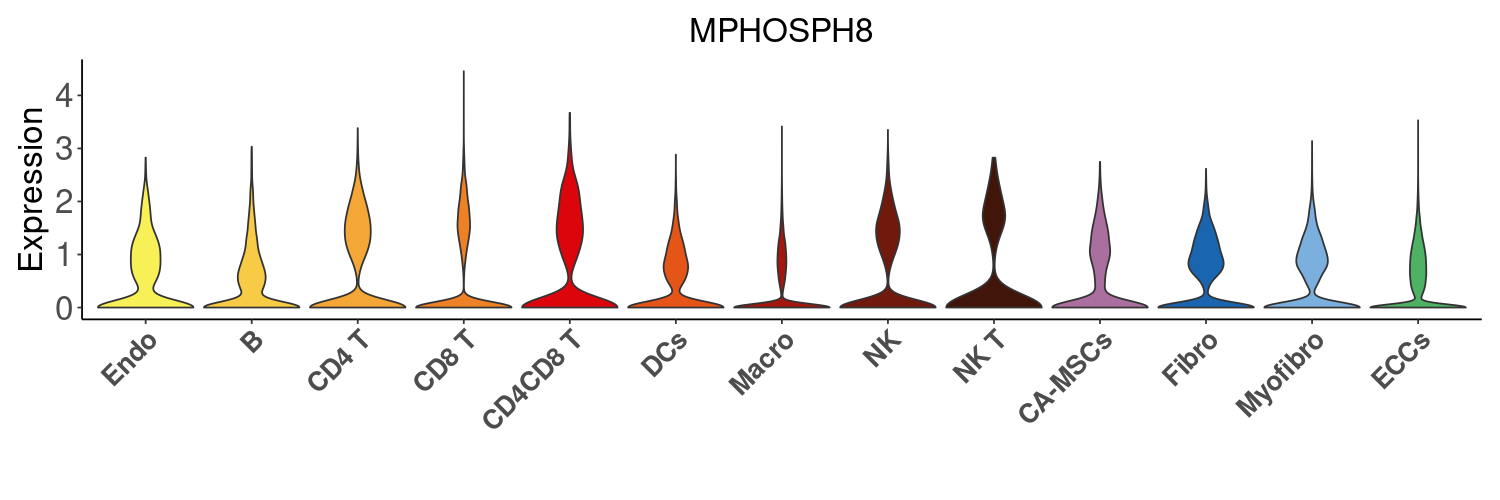 MPHOSPH8
Expression
4
3
2
1
0
Endo
B
CD4 T
CD8 T
CD4CD8 T
DCs
Macro
NK
NK T
CA-MSCs
Fibro
Myofibro
ECCs